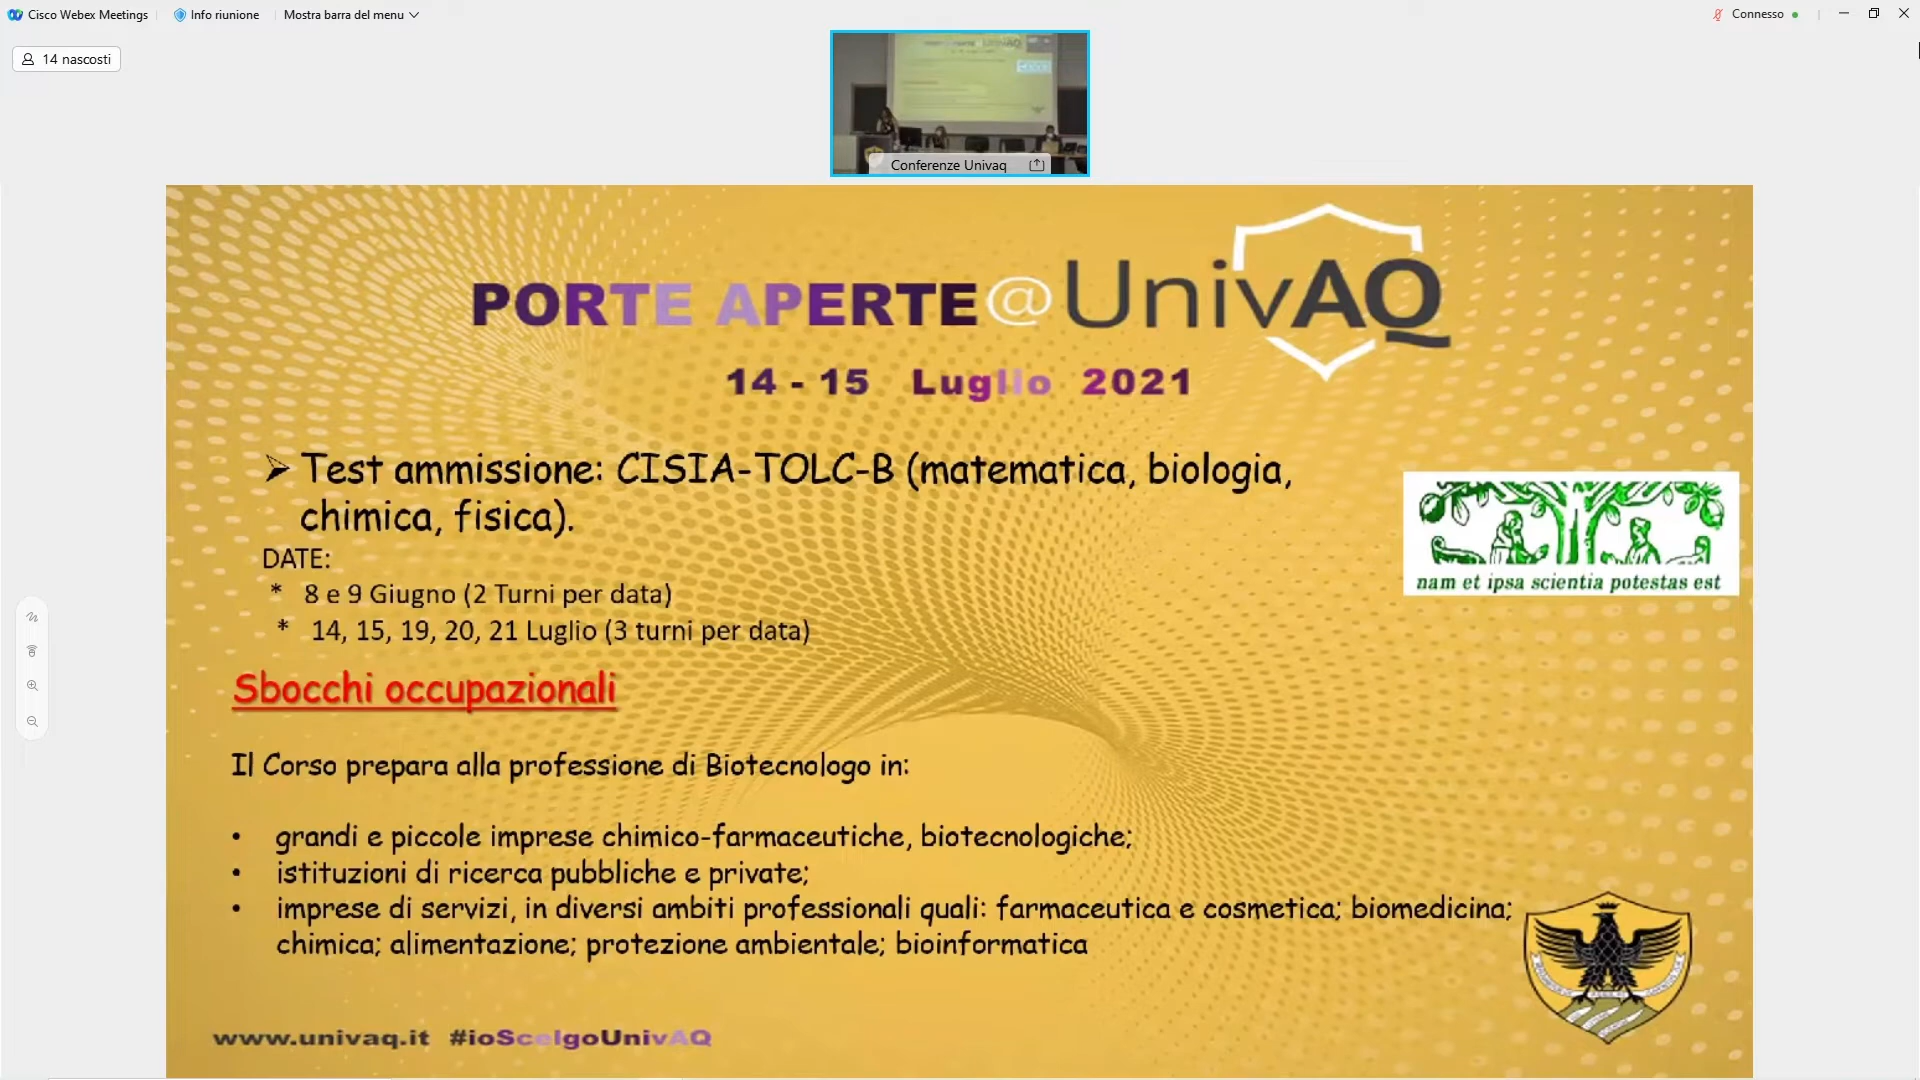 Cisco Webex Meetings
Info riunione
Mostra barra del menu
Connesso
14 nascosti
Conferenze Univaq
PORTE APERTE@UnivAQ
14 - 15 Luglio 2021
➢ Test ammissione: CISIA-TOLC-B (matematica, biologia,
chimica, fisica).
DATE:
* 8 e 9 Giugno (2 Turni per data)
* 14, 15, 19, 20, 21 Luglio (3 turni per data)
nam et ipsa scientia potestas est
Sbocchi occupazionali
Il Corso prepara alla professione di Biotecnologo in:
• grandi e piccole imprese chimico-farmaceutiche, biotecnologiche;
• istituzioni di ricerca pubbliche e private;
• imprese di servizi, in diversi ambiti professionali quali: farmaceutica e cosmetica; biomedicina;
chimica; alimentazione; protezione ambientale; bioinformatica
www.univaq.it #ioScelgoUnivAQ